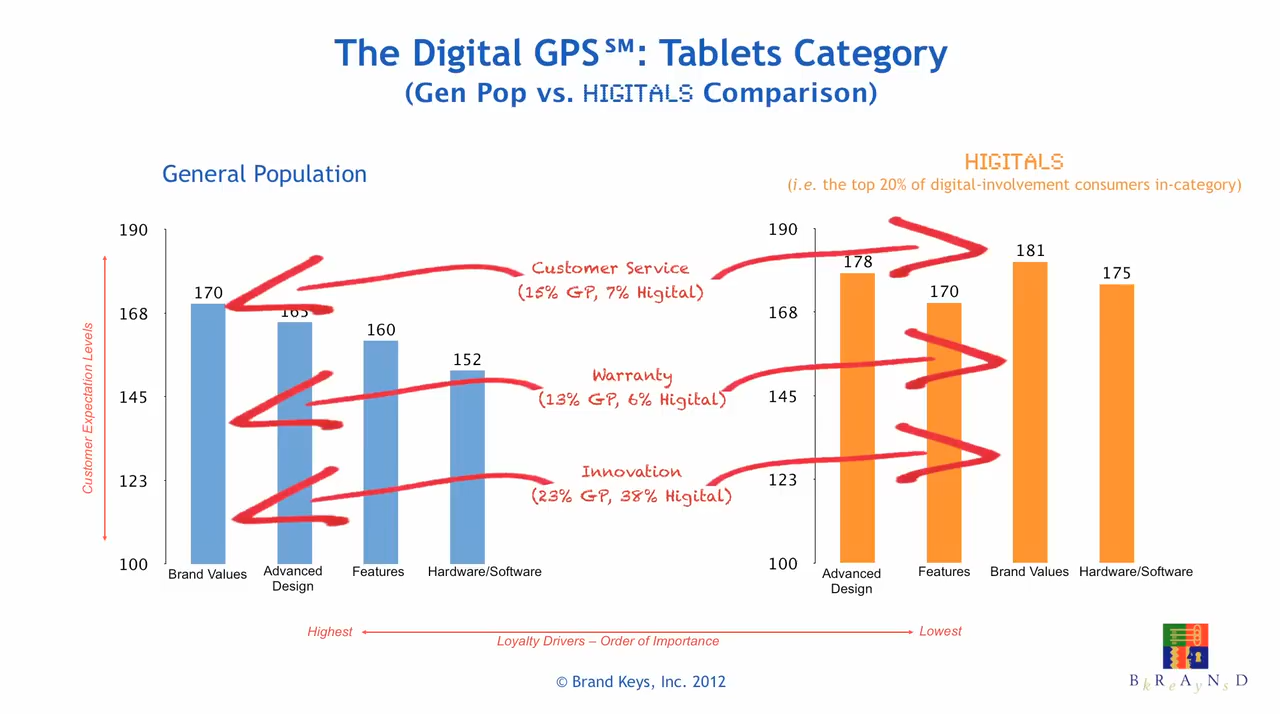 The Digital GPS℠: Tablets Category
(Gen Pop vs. HIGITALS Comparison)
General Population
HIGITALS
(i.e. the top 20% of digital-involvement consumers in-category)
190
168
145
123
100
Customer Expectation Levels
170
165
160
152
Brand Values
Advanced
Design
Features
Hardware/Software
Customer Service
(15% GP, 7% Higital)
Warranty
(13% GP, 6% Higital)
Innovation
(23% GP, 38% Higital)
190
168
145
123
100
178
170
181
175
Advanced
Design
Features
Brand Values
Hardware/Software
Highest
Lowest
Loyalty Drivers – Order of Importance
© Brand Keys, Inc. 2012
BkReAyNsD